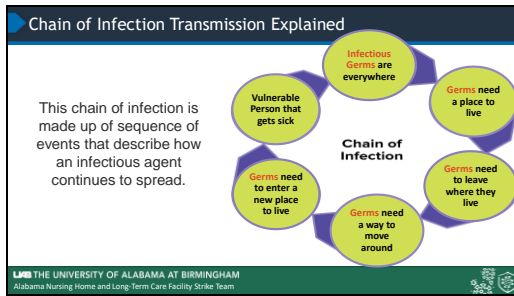 Chain of Infection Transmission Explained
This chain of infection is
made up of sequence of
events that describe how
an infectious agent
continues to spread.
Infectious
Germs are
everywhere
Germs need
a place to
live
Germs need
to leave
where they
live
Germs need
a way to
move
around
Germs need
to enter a
new place
to live
Vulnerable
Person that
gets sick
Chain of
Infection
UAB THE UNIVERSITY OF ALABAMA AT BIRMINGHAM
Alabama Nursing Home and Long-Term Care Facility Strike Team